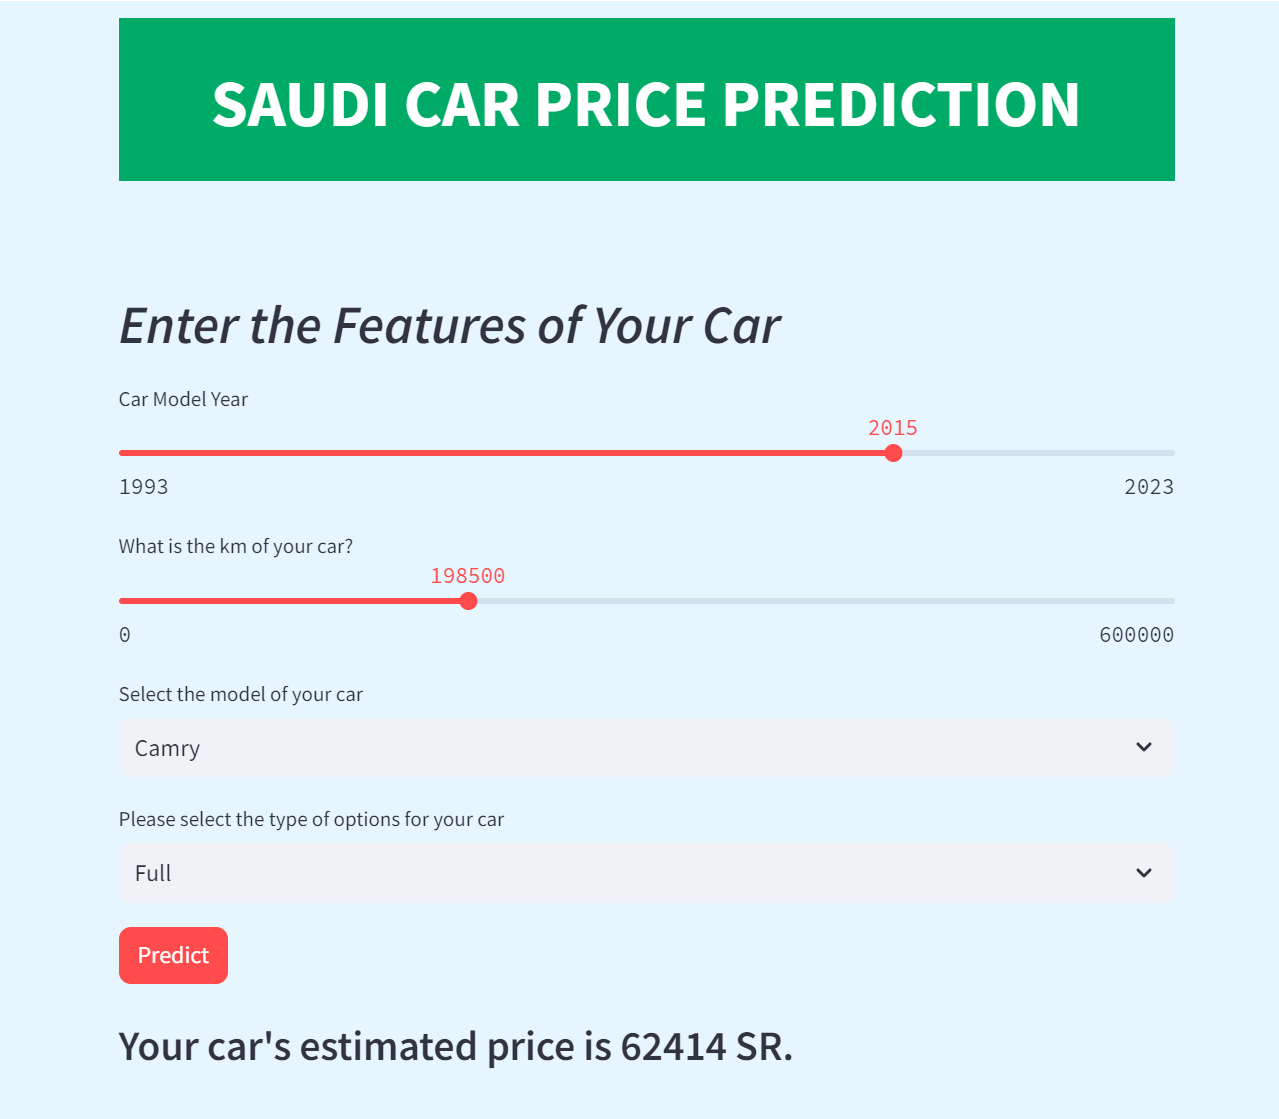 SAUDI CAR PRICE PREDICTION
Enter the Features of Your Car
Car Model Year
2015
1993 2023
What is the km of your car?
198500
0 600000
Select the model of your car
Camry
Please select the type of options for your car
Full
Predict
Your car's estimated price is 62414 SR.